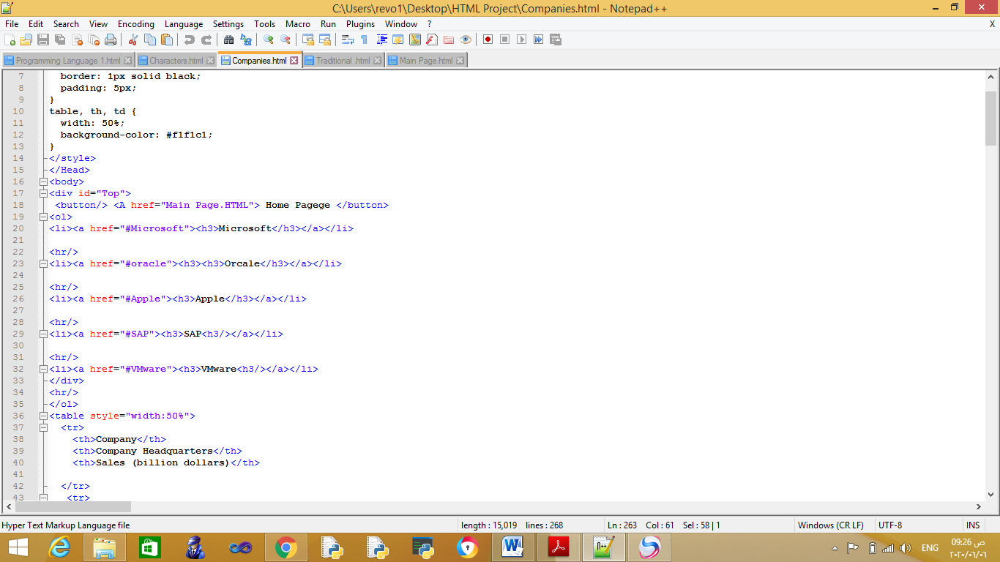 C:\Users\revo1\Desktop\HTML Project\Companies.html - Notepad++
File Edit Search View Encoding Language Settings Tools Macro Run Plugins Window ? X
Programming Language 1.html Characters.html Companies.html Traditional .html Main Page.html
7 border: 1px solid black;
8 padding: 5px;
9 }
10 table, th, td {
11 width: 50%;
12 background-color: #f1f1c1;
13 }
14 </style>
15 </Head>
16 <body>
17 <div id="Top">
18 <button/> <A href="Main Page.HTML"> Home Pagege </button>
19 <ol>
20 <li><a href="#Microsoft"><h3>Microsoft</h3></a></li>
21
22 <hr/>
23 <li><a href="#oracle"><h3><h3>Orcale</h3></a></li>
24
25 <hr/>
26 <li><a href="#Apple"><h3>Apple</h3></a></li>
27
28 <hr/>
29 <li><a href="#SAP"><h3>SAP<h3/></a></li>
30
31 <hr/>
32 <li><a href="#VMware"><h3>VMware<h3/></a></li>
33 </div>
34 <hr/>
35 </ol>
36 <table style="width:50%">
37 <tr>
38 <th>Company</th>
39 <th>Company Headquarters</th>
40 <th>Sales (billion dollars)</th>
41
42 </tr>
43 <tr>
Hyper Text Markup Language file length : 15,019 lines : 268 Ln : 263 Col : 61 Sel : 58 | 1 Windows (CR LF) UTF-8 INS
ENG 09:26 ص
٢٠٢٠/٠٦/٠٦